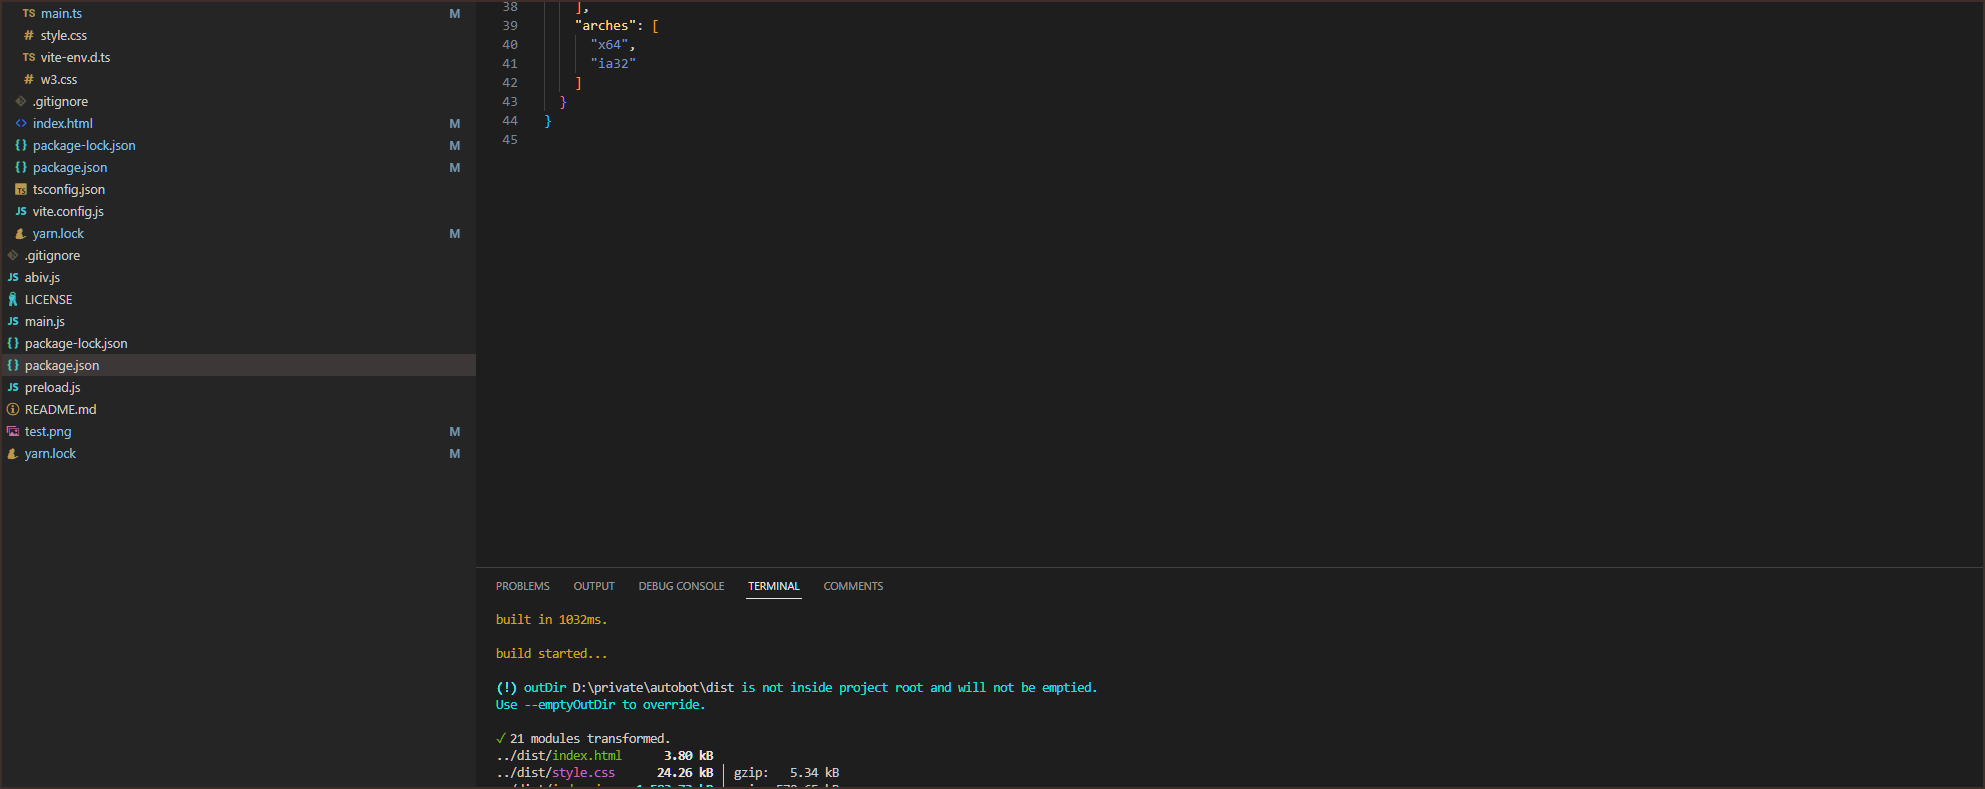 TS main.ts M
# style.css
TS vite-env.d.ts
# w3.css
.gitignore
<> index.html M
{} package-lock.json M
{} package.json M
TS tsconfig.json
JS vite.config.js
yarn.lock M
.gitignore
JS abiv.js
LICENSE
JS main.js
{} package-lock.json
{} package.json
JS preload.js
README.md
test.png M
yarn.lock M
38 ],
39 "arches": [
40 "x64",
41 "ia32"
42 ]
43 }
44 }
45
PROBLEMS OUTPUT DEBUG CONSOLE TERMINAL COMMENTS
built in 1032ms.
build started...
(!) outDir D:\private\autobot\dist is not inside project root and will not be emptied.
Use --emptyOutDir to override.
✓ 21 modules transformed.
../dist/index.html 3.80 kB
../dist/style.css 24.26 kB │ gzip: 5.34 kB